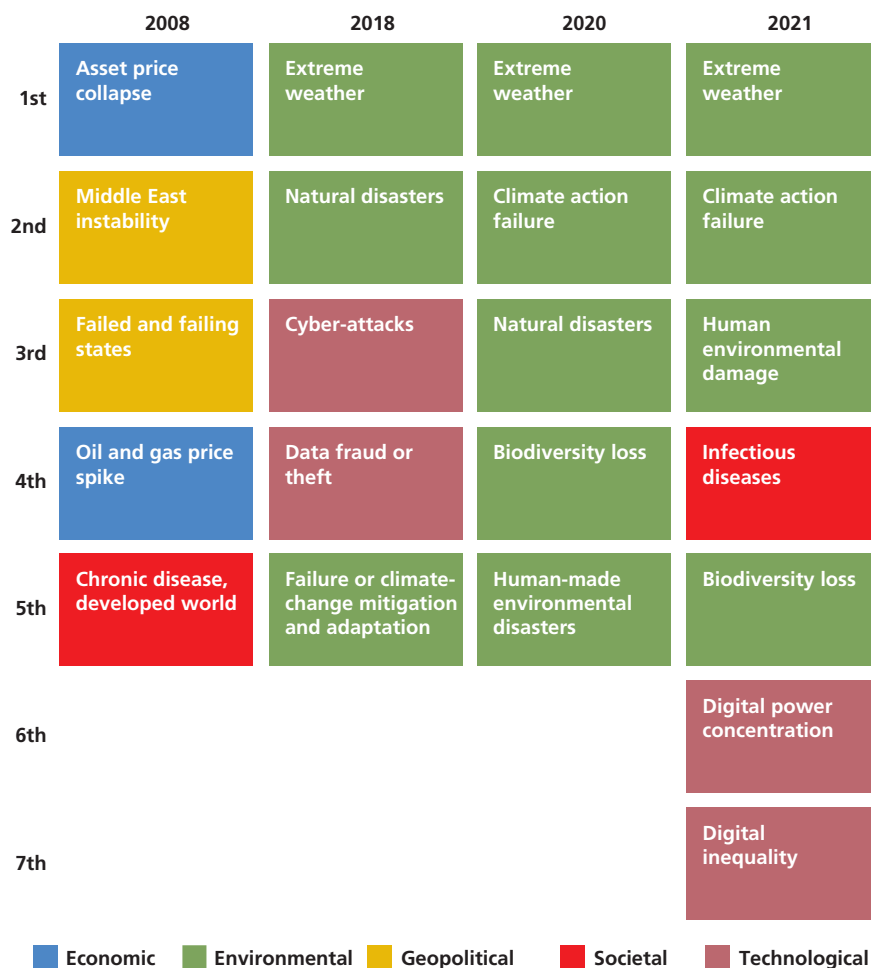 2008 2018 2020 2021
1st
Asset price
collapse
Extreme
weather
Extreme
weather
Extreme
weather
2nd
Middle East
instability
Natural disasters
Climate action
failure
Climate action
failure
3rd
Failed and failing
states
Cyber-attacks
Natural disasters
Human
environmental
damage
4th
Oil and gas price
spike
Data fraud or
theft
Biodiversity loss
Infectious
diseases
5th
Chronic disease,
developed world
Failure or climate-
change mitigation
and adaptation
Human-made
environmental
disasters
Biodiversity loss
6th
Digital power
concentration
7th
Digital
inequality
Economic Environmental Geopolitical Societal Technological